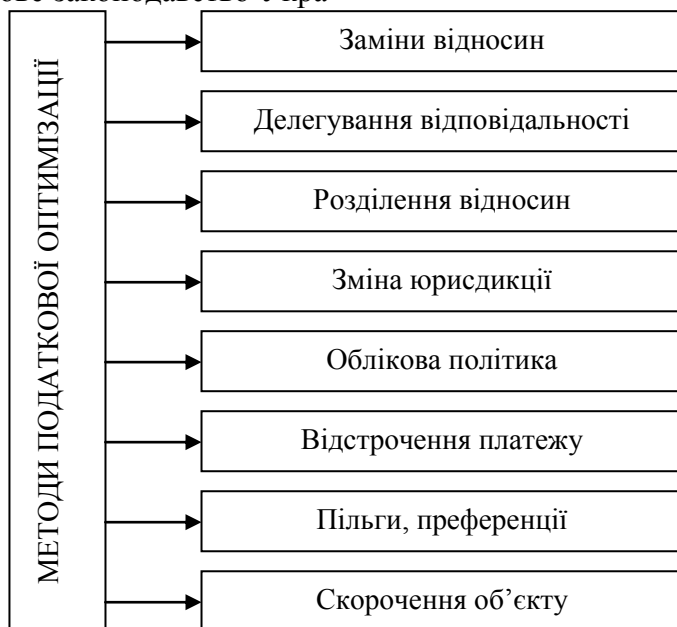 МЕТОДИ ПОДАТКОВОЇ ОПТИМІЗАЦІЇ
Заміни відносин
Делегування відповідальності
Розділення відносин
Зміна юрисдикції
Облікова політика
Відстрочення платежу
Пільги, преференції
Скорочення об’єкту